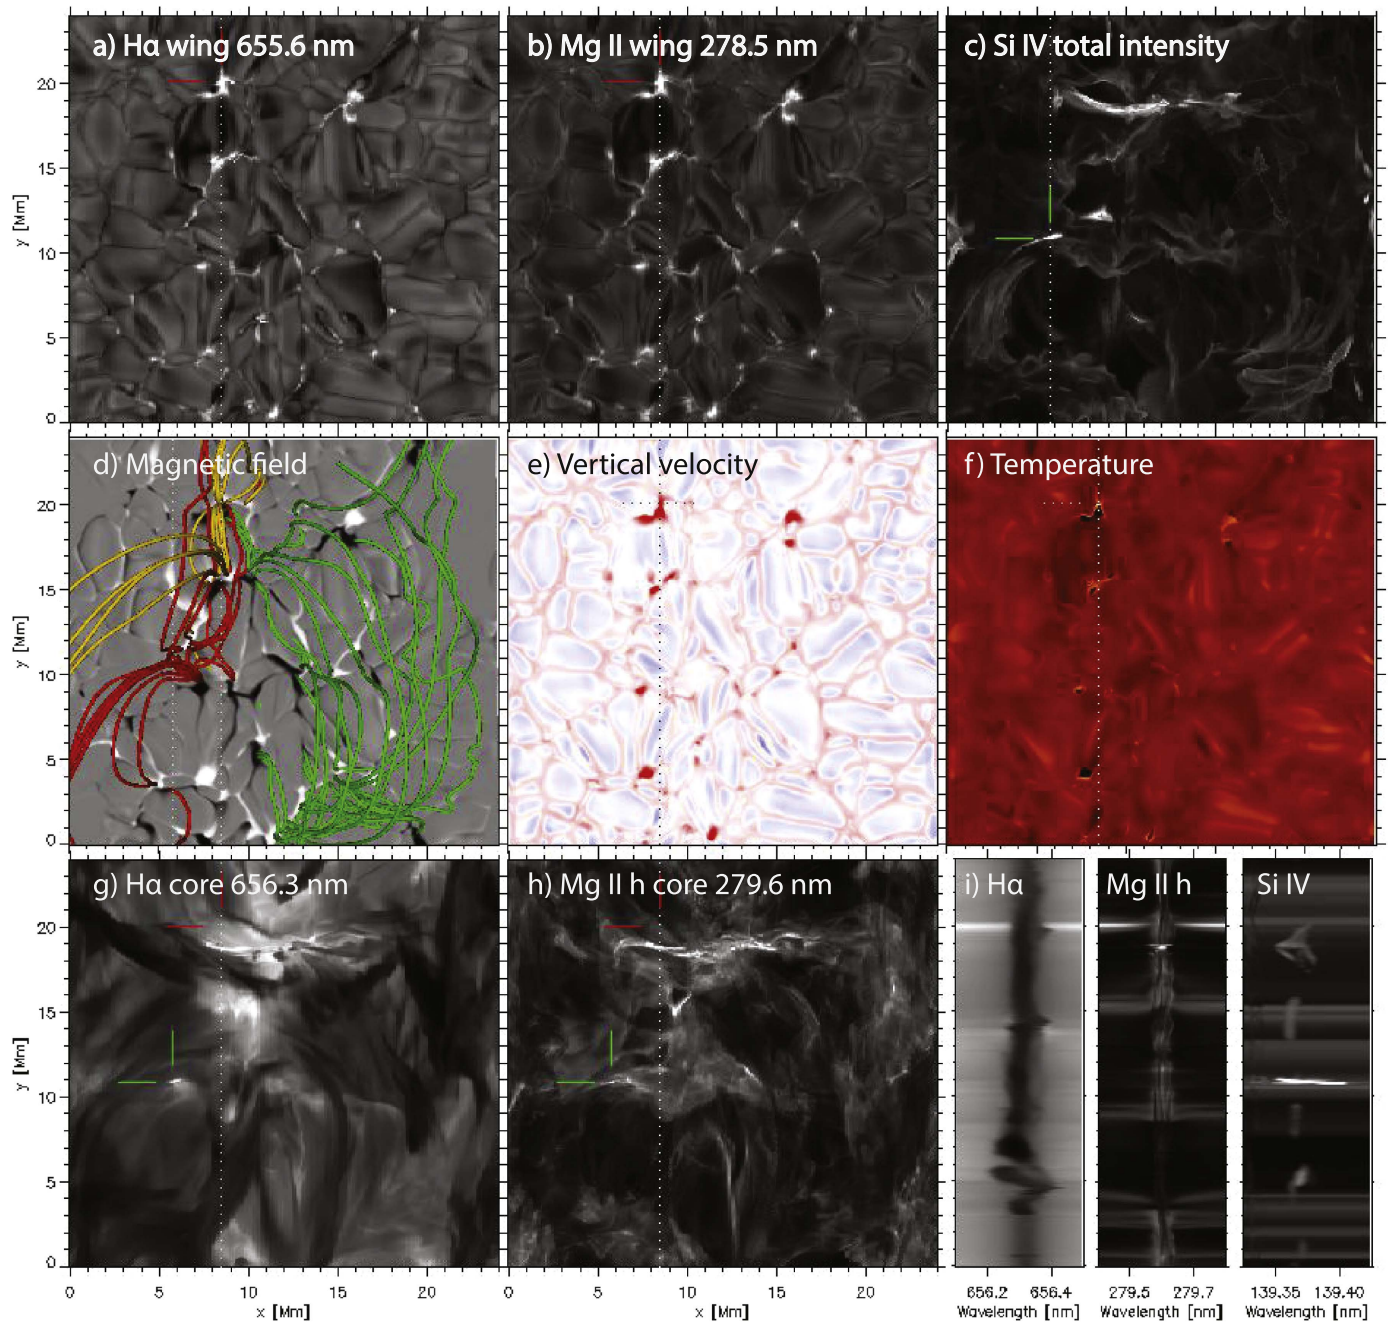 a) Hα wing 655.6 nm
b) Mg II wing 278.5 nm
c) Si IV total intensity
20
15
10
5
0
y [Mm]
d) Magnetic field
e) Vertical velocity
f) Temperature
20
15
10
5
0
y [Mm]
g) Hα core 656.3 nm
h) Mg II h core 279.6 nm
i) Hα
Mg II h
Si IV
20
15
10
5
0
y [Mm]
0 5 10 15 20
x [Mm]
0 5 10 15 20
x [Mm]
656.2 656.4
Wavelength [nm]
279.5 279.7
Wavelength [nm]
139.35 139.40
Wavelength [nm]